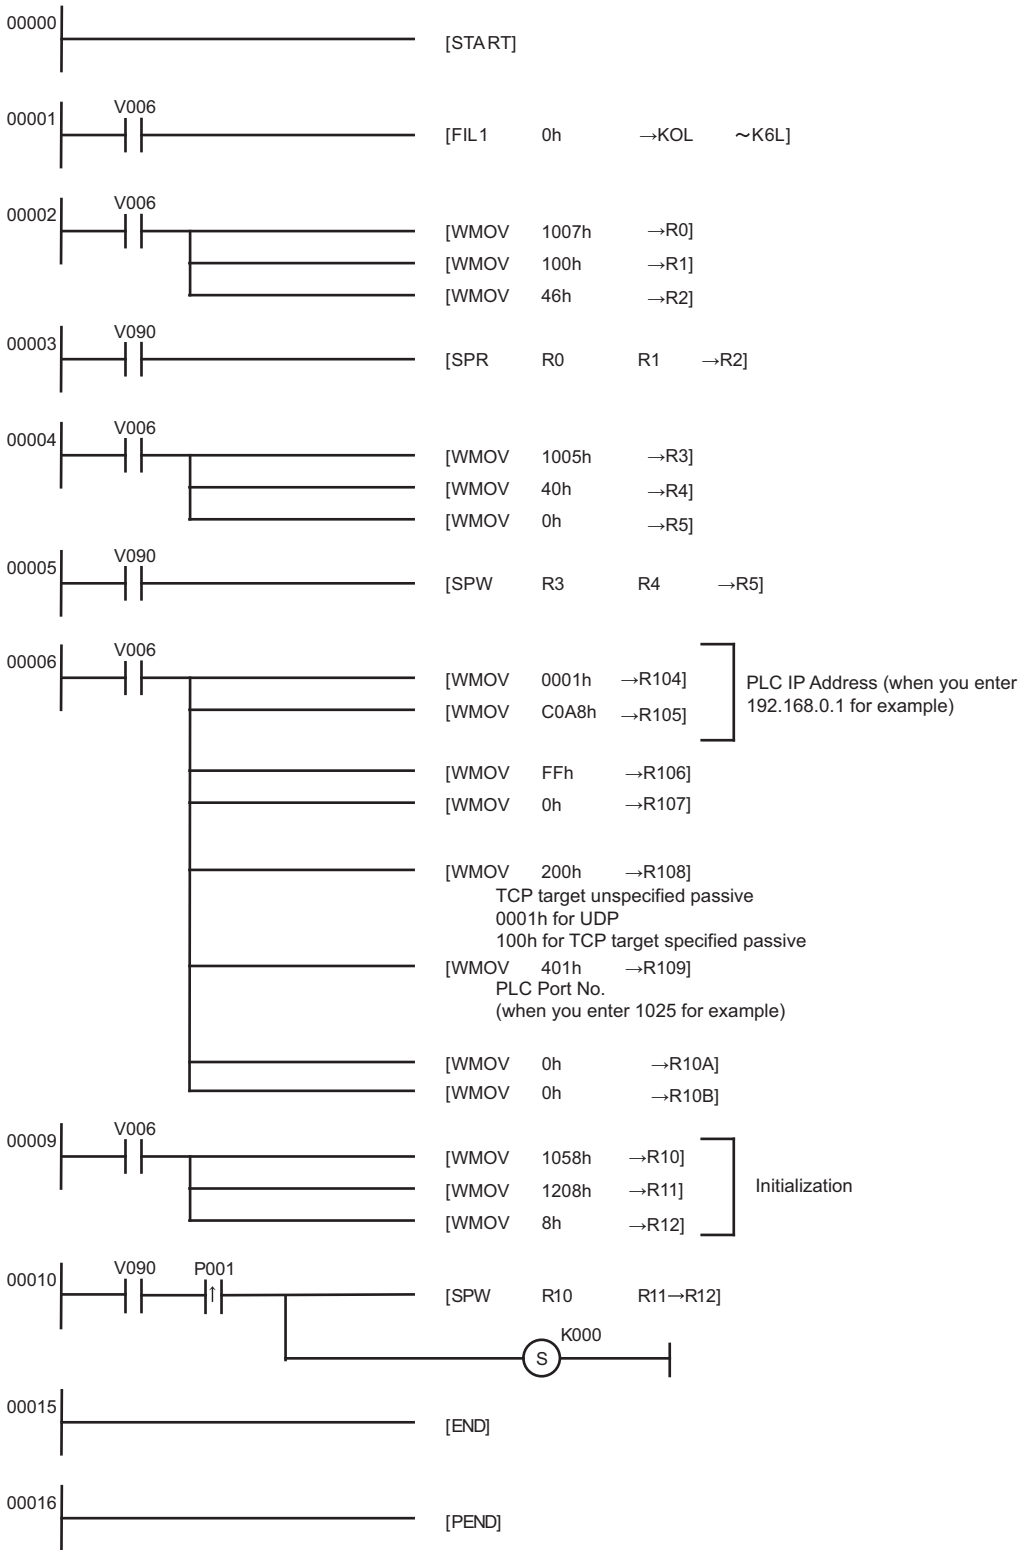 00000
[START]
00001
V006
[FIL1 0h →KOL ～K6L]
00002
V006
[WMOV 1007h →R0]
[WMOV 100h →R1]
[WMOV 46h →R2]
00003
V090
[SPR R0 R1 →R2]
00004
V006
[WMOV 1005h →R3]
[WMOV 40h →R4]
[WMOV 0h →R5]
00005
V090
[SPW R3 R4 →R5]
00006
V006
[WMOV 0001h →R104]
[WMOV C0A8h →R105]
PLC IP Address (when you enter
192.168.0.1 for example)
[WMOV FFh →R106]
[WMOV 0h →R107]
[WMOV 200h →R108]
TCP target unspecified passive
0001h for UDP
100h for TCP target specified passive
[WMOV 401h →R109]
PLC Port No.
(when you enter 1025 for example)
[WMOV 0h →R10A]
[WMOV 0h →R10B]
00009
V006
[WMOV 1058h →R10]
[WMOV 1208h →R11]
[WMOV 8h →R12]
Initialization
00010
V090 P001
↑
[SPW R10 R11→R12]
K000
S
00015
[END]
00016
[PEND]